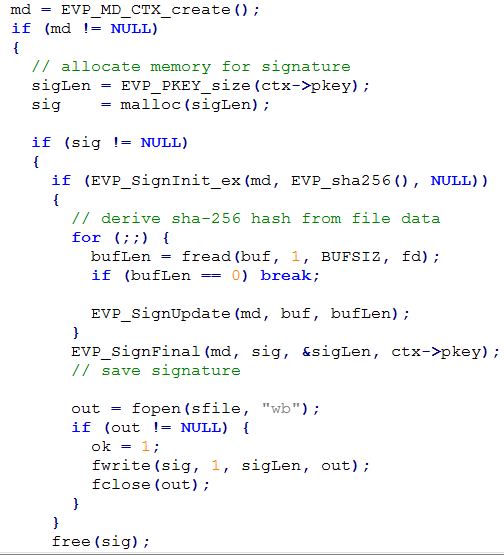 md = EVP_MD_CTX_create();
if (md != NULL)
{
  // allocate memory for signature
  sigLen = EVP_PKEY_size(ctx->pkey);
  sig    = malloc(sigLen);

  if (sig != NULL)
  {
    if (EVP_SignInit_ex(md, EVP_sha256(), NULL))
    {
      // derive sha-256 hash from file data
      for (;;) {
        bufLen = fread(buf, 1, BUFSIZ, fd);
        if (bufLen == 0) break;

        EVP_SignUpdate(md, buf, bufLen);
      }
      EVP_SignFinal(md, sig, &sigLen, ctx->pkey);
      // save signature

      out = fopen(sfile, "wb");
      if (out != NULL) {
        ok = 1;
        fwrite(sig, 1, sigLen, out);
        fclose(out);
      }
    }
    free(sig);